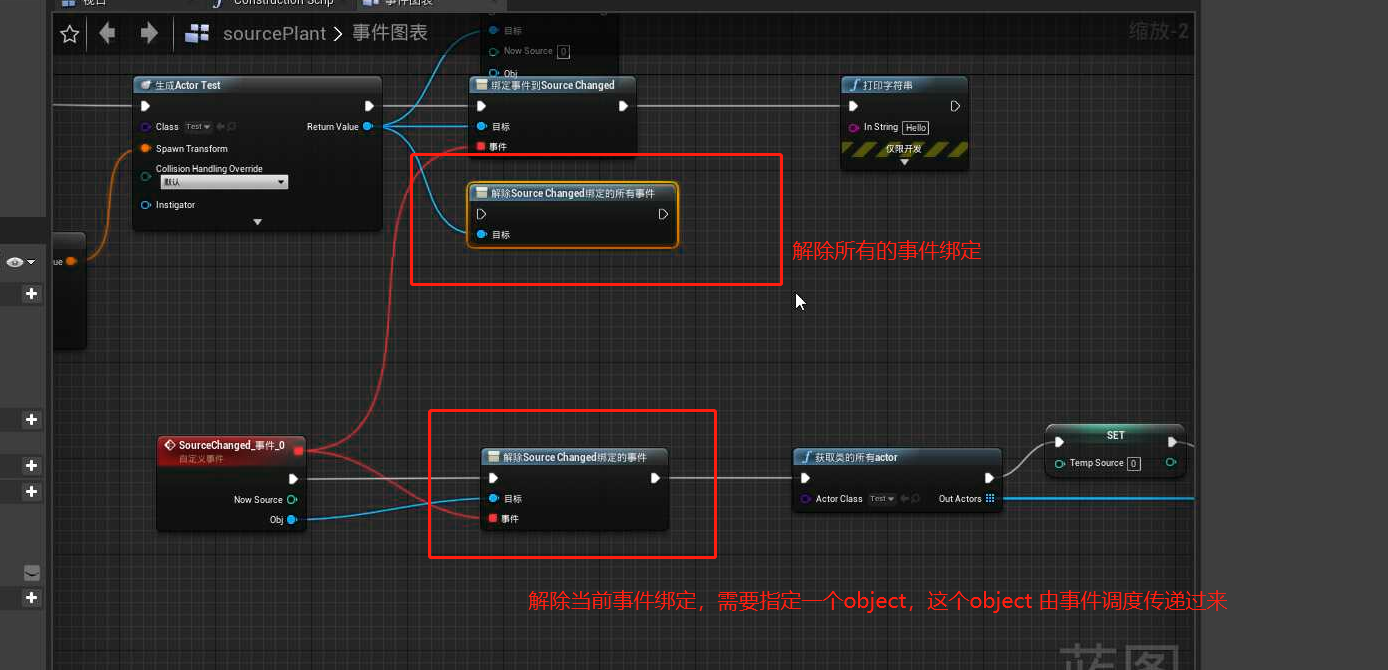 视口
Construction Scrip
事件图表
sourcePlant > 事件图表
缩放-2
目标
Now Source 0
Obj
生成Actor Test
Class Test
Return Value
Spawn Transform
Collision Handling Override
默认
Instigator
绑定事件到Source Changed
目标
事件
打印字符串
In String Hello
仅限开发
解除Source Changed绑定的所有事件
目标
解除所有的事件绑定
ue
SourceChanged_事件_0
自定义事件
Now Source
Obj
解除Source Changed绑定的事件
目标
事件
获取类的所有actor
Actor Class Test
Out Actors
SET
Temp Source 0
解除当前事件绑定，需要指定一个object，这个object 由事件调度传递过来
蓝图